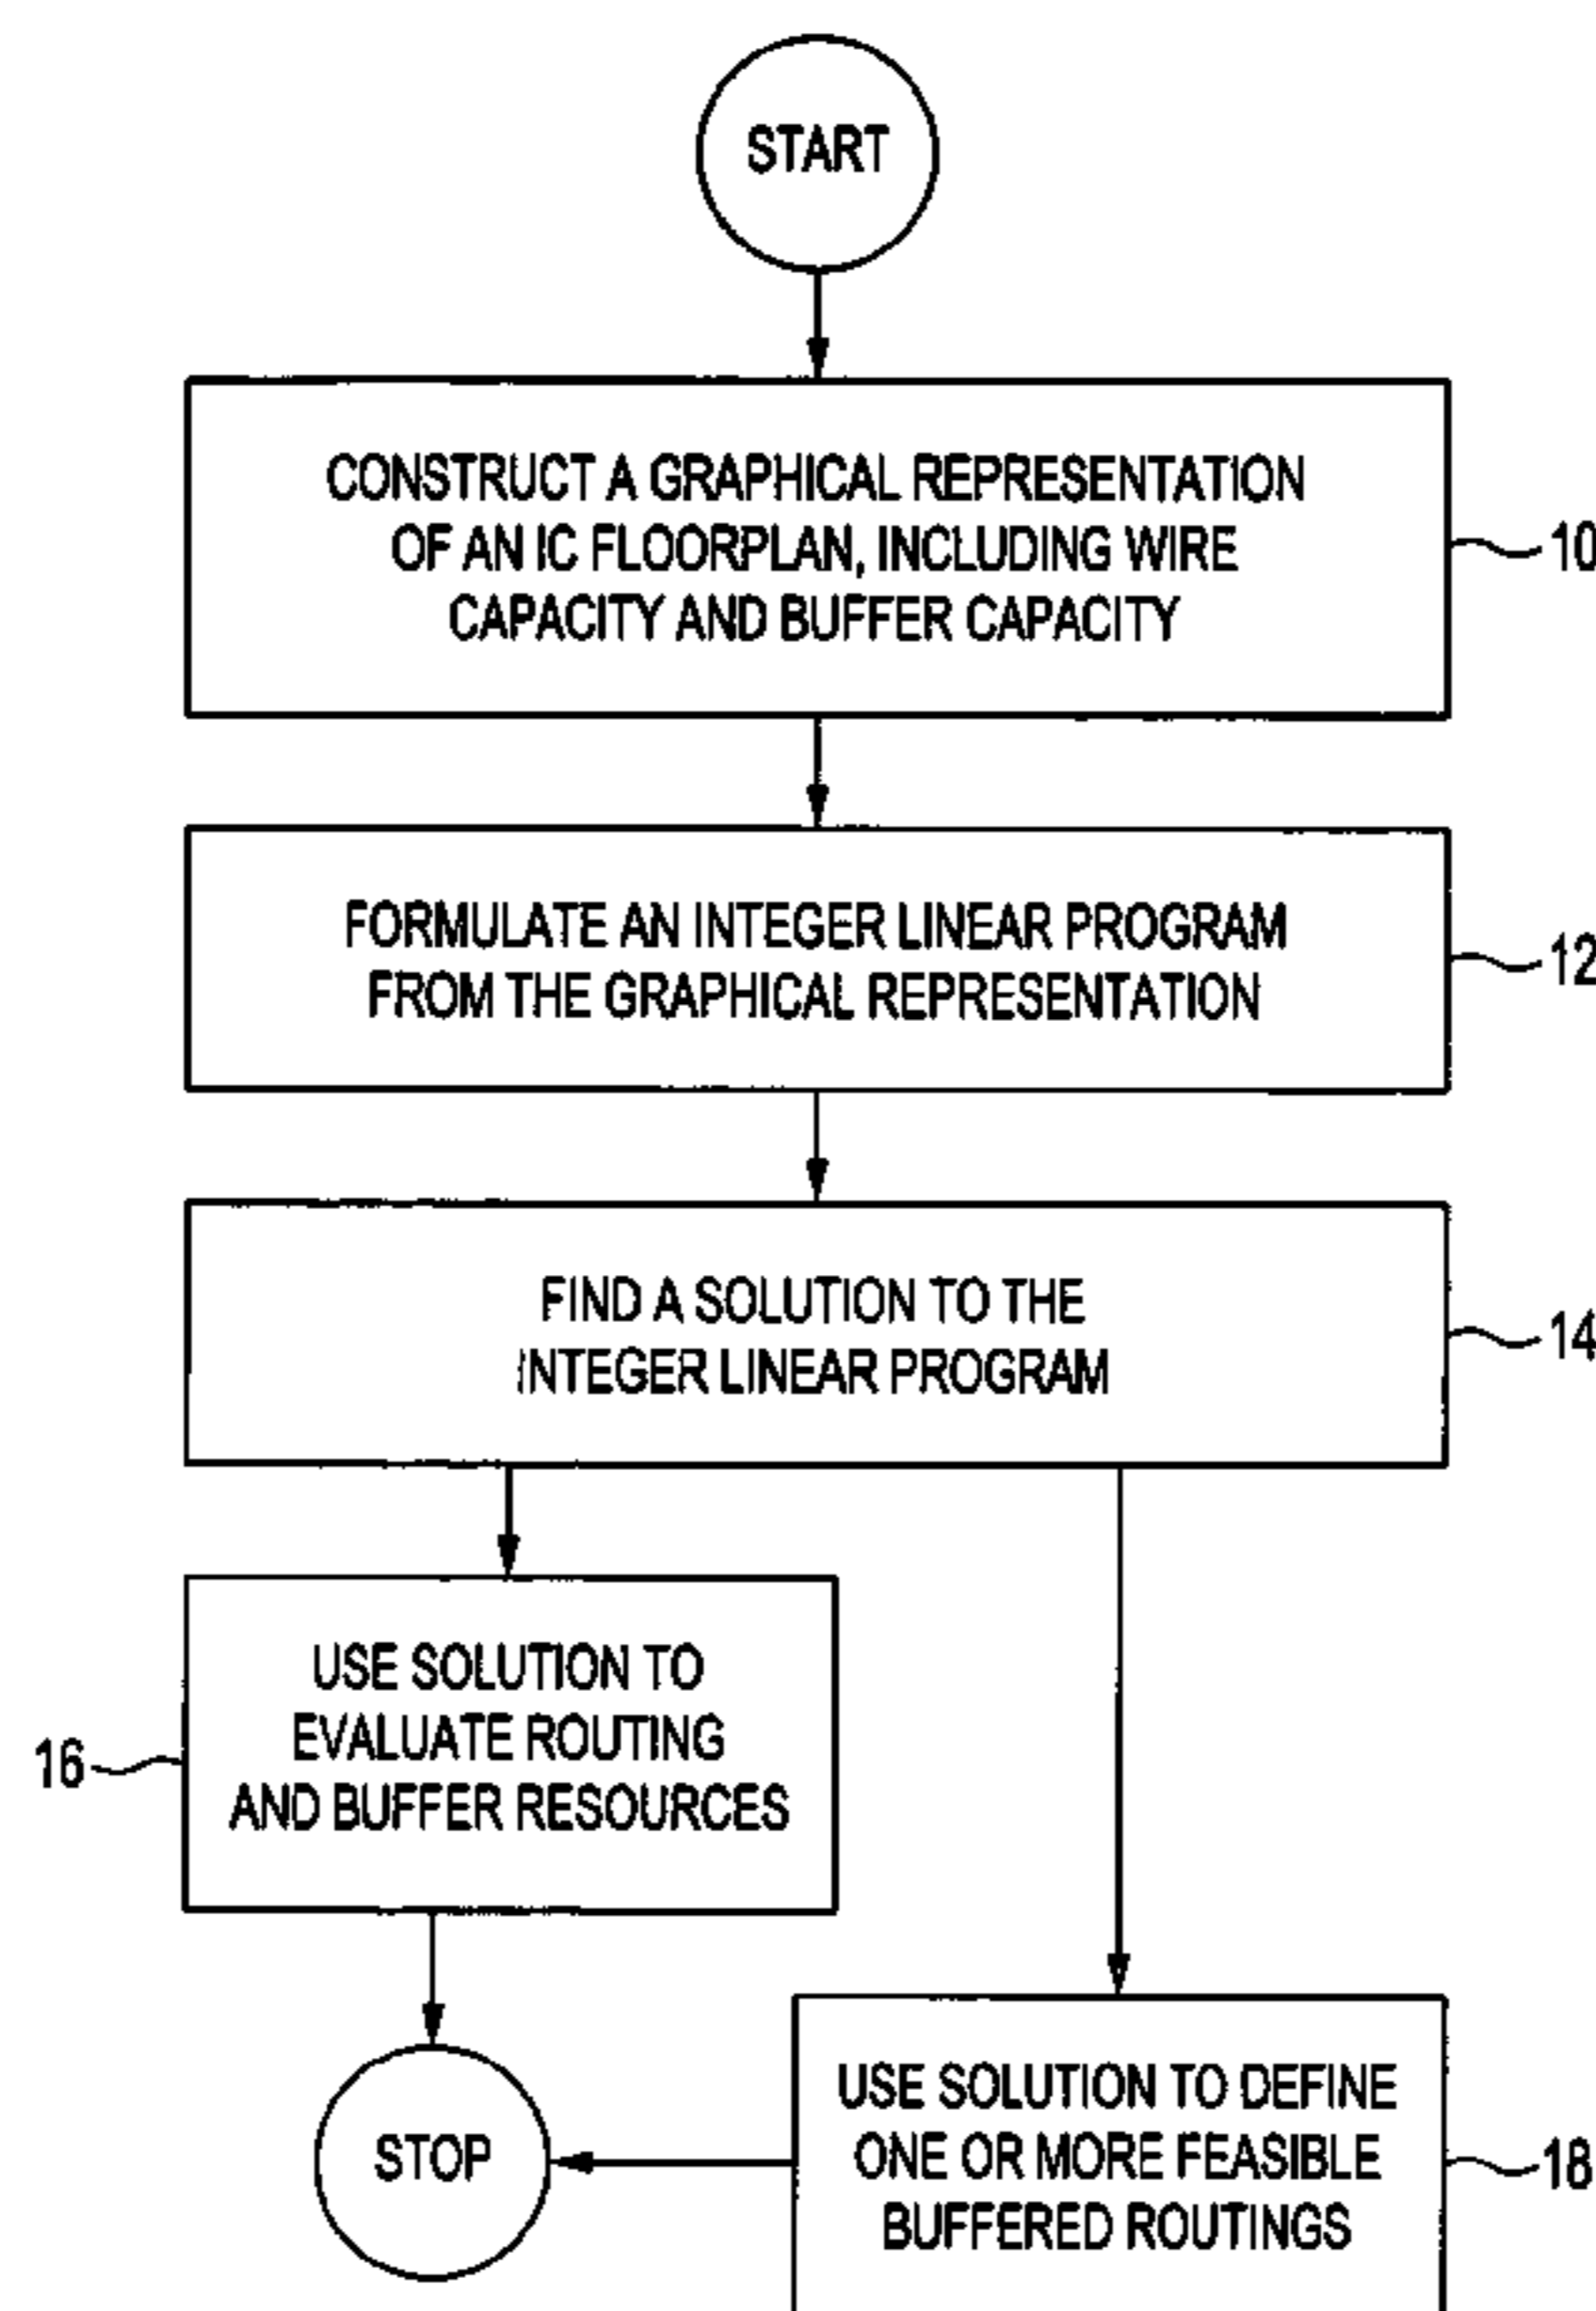 START
CONSTRUCT A GRAPHICAL REPRESENTATION
OF AN IC FLOORPLAN, INCLUDING WIRE
CAPACITY AND BUFFER CAPACITY
10
FORMULATE AN INTEGER LINEAR PROGRAM
FROM THE GRAPHICAL REPRESENTATION
12
FIND A SOLUTION TO THE
INTEGER LINEAR PROGRAM
14
USE SOLUTION TO
EVALUATE ROUTING
AND BUFFER RESOURCES
16
STOP
USE SOLUTION TO DEFINE
ONE OR MORE FEASIBLE
BUFFERED ROUTINGS
18